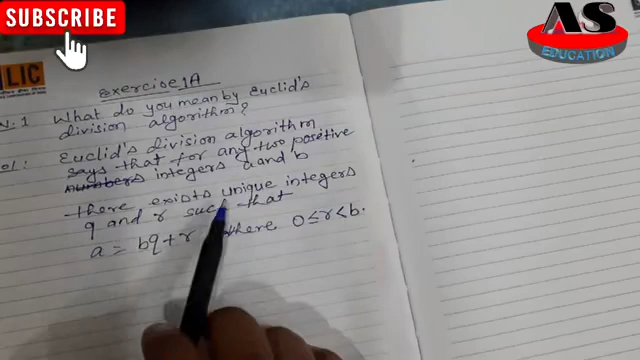 SUBSCRIBE
AS
EDUCATION
LIC
Exercise 1A
N:1 What do you mean by Euclid's
division algorithm?
Sol: Euclid's division algorithm
says that for any two positive
numbers integers a and b
there exists unique integers
q and r such that
a = bq + r where 0 ≤ r < b.